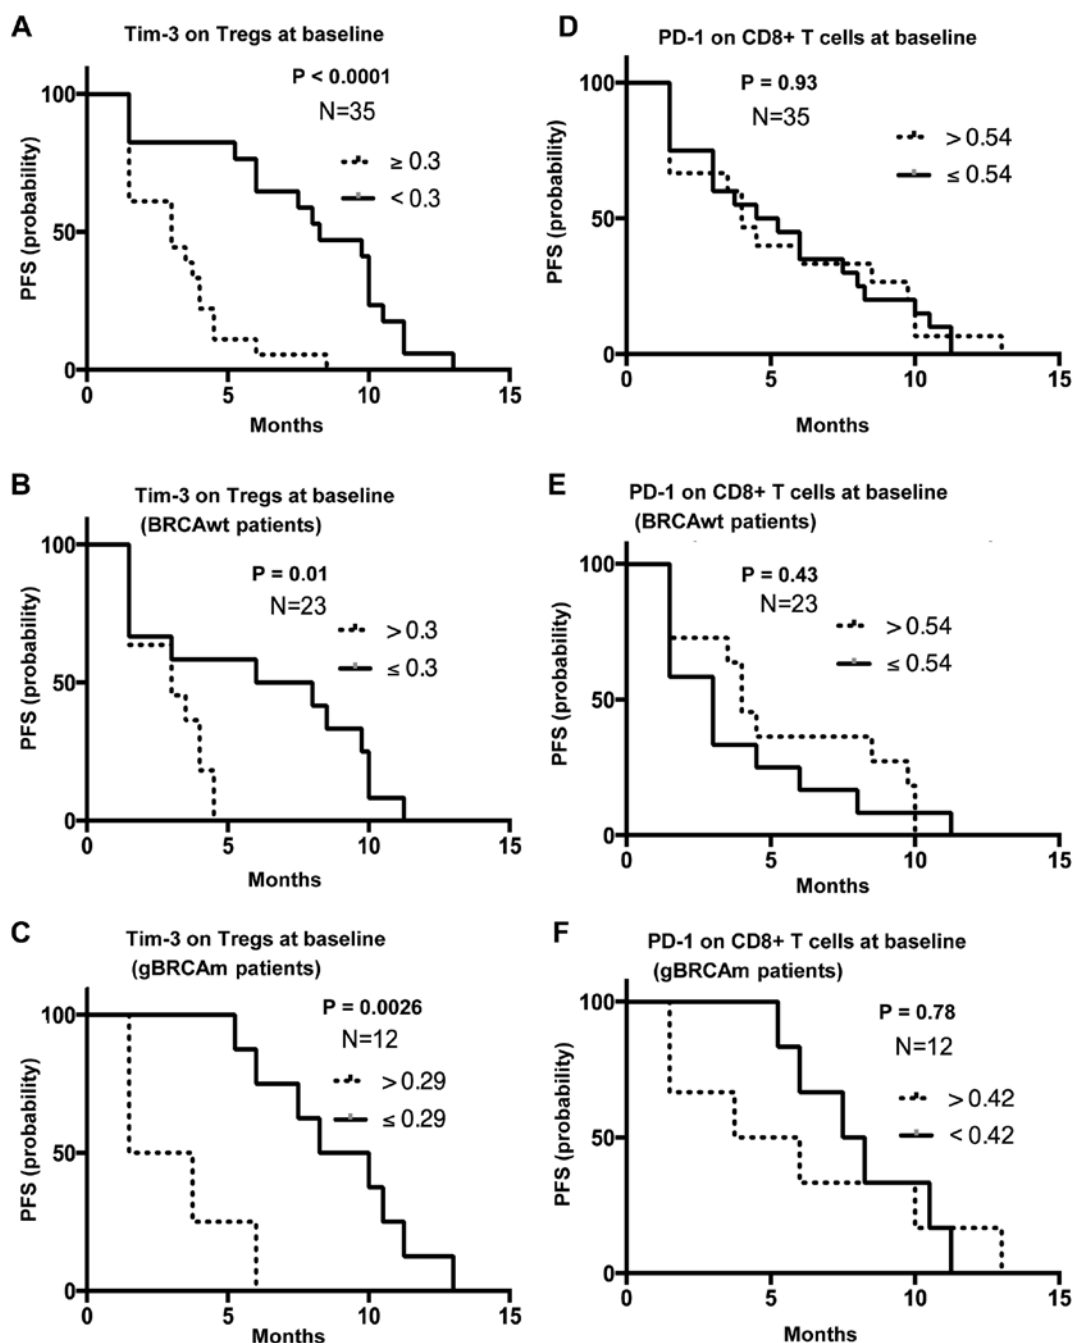 A
Tim-3 on Tregs at baseline
P < 0.0001
N=35
≥ 0.3
< 0.3
100
50
0
PFS (probability)
0 5 10 15
Months
B
Tim-3 on Tregs at baseline
(BRCAwt patients)
P = 0.01
N=23
> 0.3
≤ 0.3
100
50
0
PFS (probability)
0 5 10 15
Months
C
Tim-3 on Tregs at baseline
(gBRCAm patients)
P = 0.0026
N=12
> 0.29
≤ 0.29
100
50
0
PFS (probability)
0 5 10 15
Months
D
PD-1 on CD8+ T cells at baseline
P = 0.93
N=35
> 0.54
≤ 0.54
100
50
0
PFS (probability)
0 5 10 15
Months
E
PD-1 on CD8+ T cells at baseline
(BRCAwt patients)
P = 0.43
N=23
> 0.54
≤ 0.54
100
50
0
PFS (probability)
0 5 10 15
Months
F
PD-1 on CD8+ T cells at baseline
(gBRCAm patients)
P = 0.78
N=12
> 0.42
< 0.42
100
50
0
PFS (probability)
0 5 10 15
Months